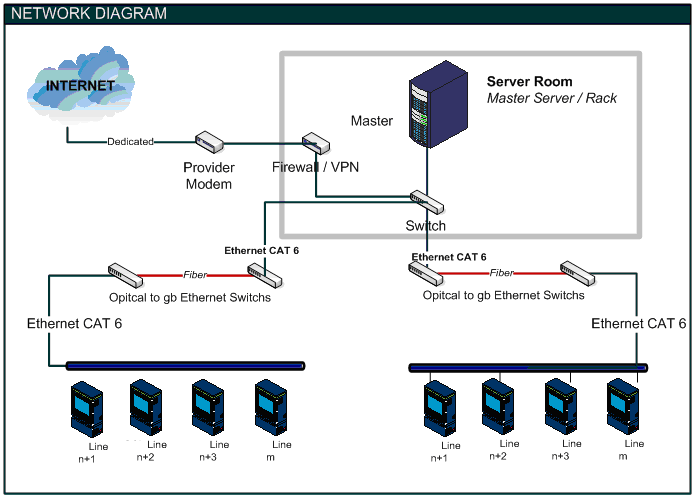 NETWORK DIAGRAM
INTERNET
Server Room
Master Server / Rack
Master
Dedicated
Firewall / VPN
Provider
Modem
Switch
Ethernet CAT 6
Ethernet CAT 6
Fiber
Fiber
Opitcal to gb Ethernet Switchs
Opitcal to gb Ethernet Switchs
Ethernet CAT 6
Ethernet CAT 6
Line
n+1
Line
n+2
Line
n+3
Line
m
Line
n+1
Line
n+2
Line
n+3
Line
m